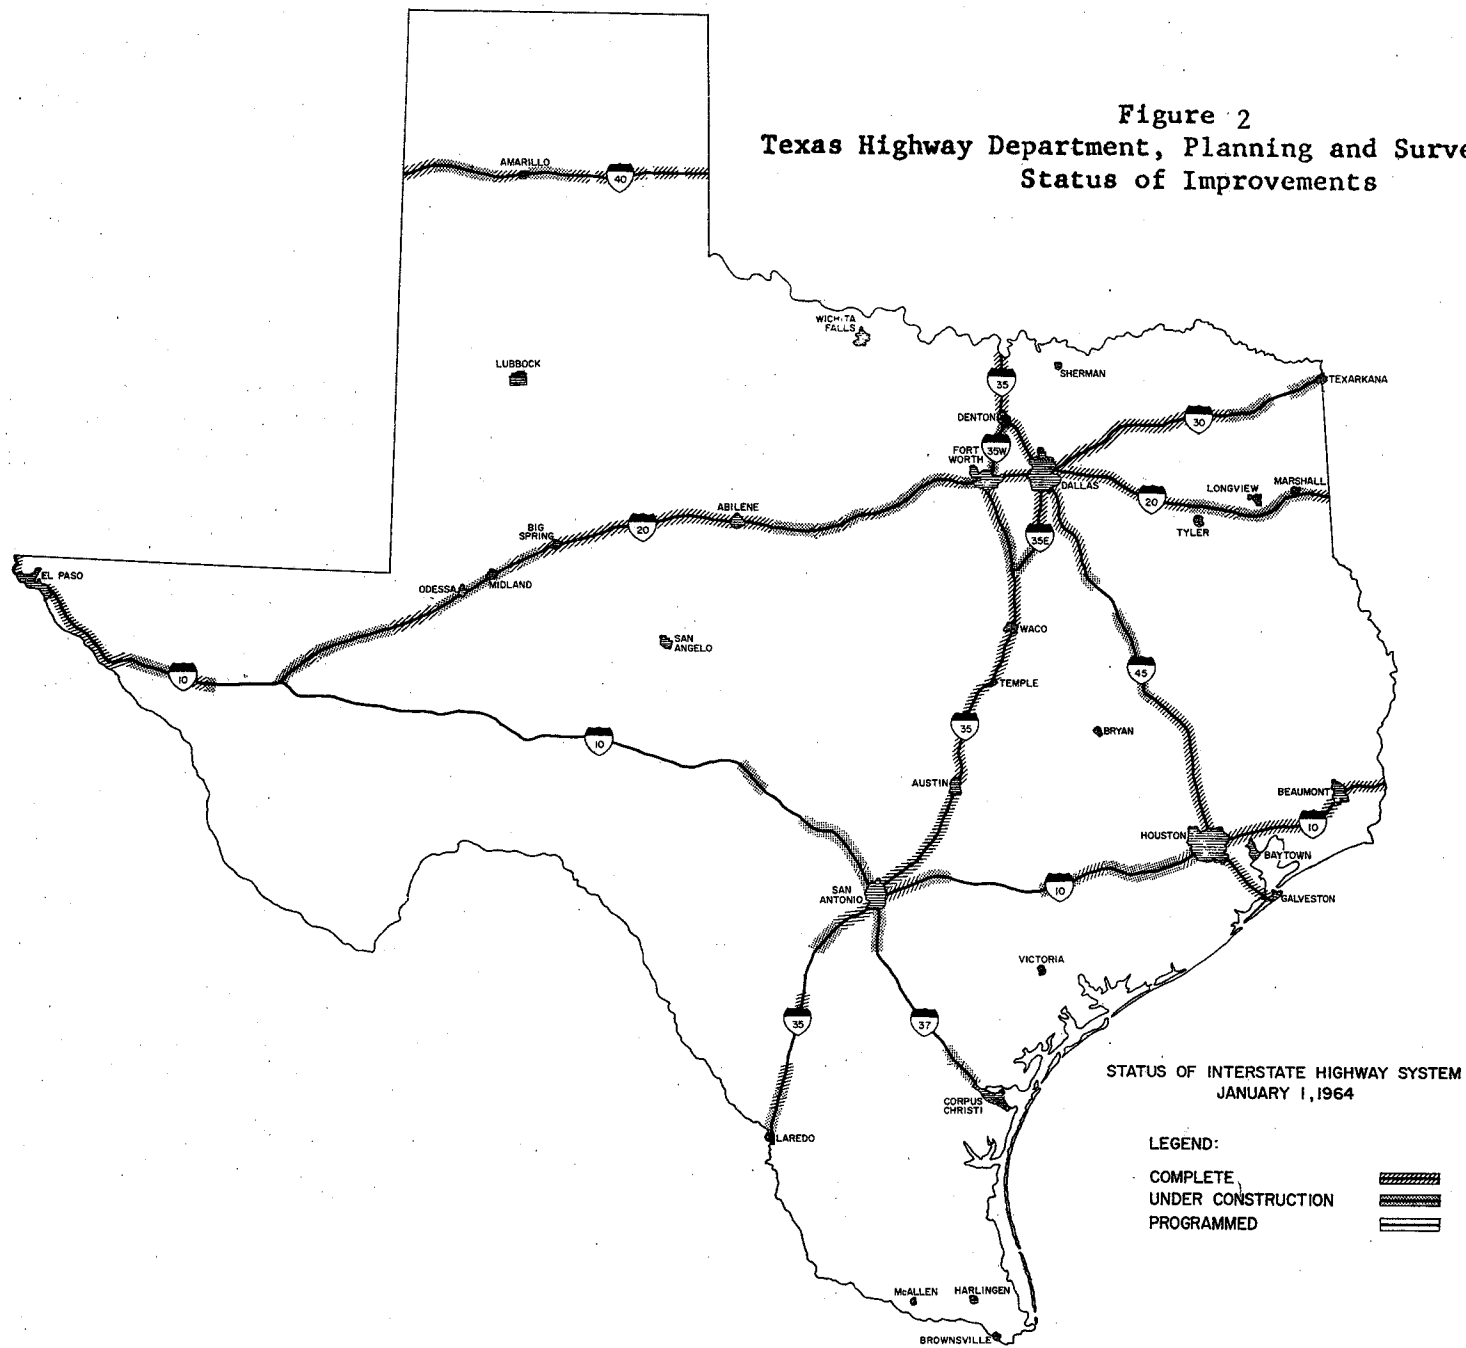 Figure 2
Texas Highway Department, Planning and Surve
Status of Improvements
AMARILLO
40
WICHITA
FALLS
LUBBOCK
35
SHERMAN
TEXARKANA
DENTON
30
35W
FORT
WORTH
DALLAS
20
LONGVIEW
MARSHALL
TYLER
ABILENE
BIG
SPRING
20
35E
EL PASO
ODESSA
MIDLAND
WACO
SAN
ANGELO
10
45
TEMPLE
35
BRYAN
10
AUSTIN
BEAUMONT
HOUSTON
10
BAYTOWN
SAN
ANTONIO
10
GALVESTON
VICTORIA
35
37
STATUS OF INTERSTATE HIGHWAY SYSTEM
JANUARY 1, 1964
CORPUS
CHRISTI
LAREDO
LEGEND:
COMPLETE
UNDER CONSTRUCTION
PROGRAMMED
McALLEN
HARLINGEN
BROWNSVILLE